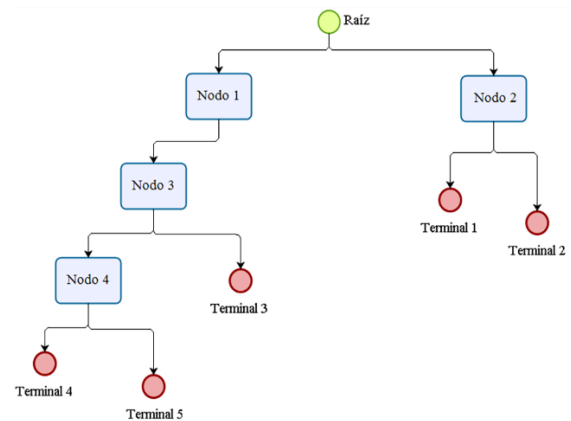 Raíz
Nodo 1
Nodo 2
Nodo 3
Terminal 1
Terminal 2
Nodo 4
Terminal 3
Terminal 4
Terminal 5